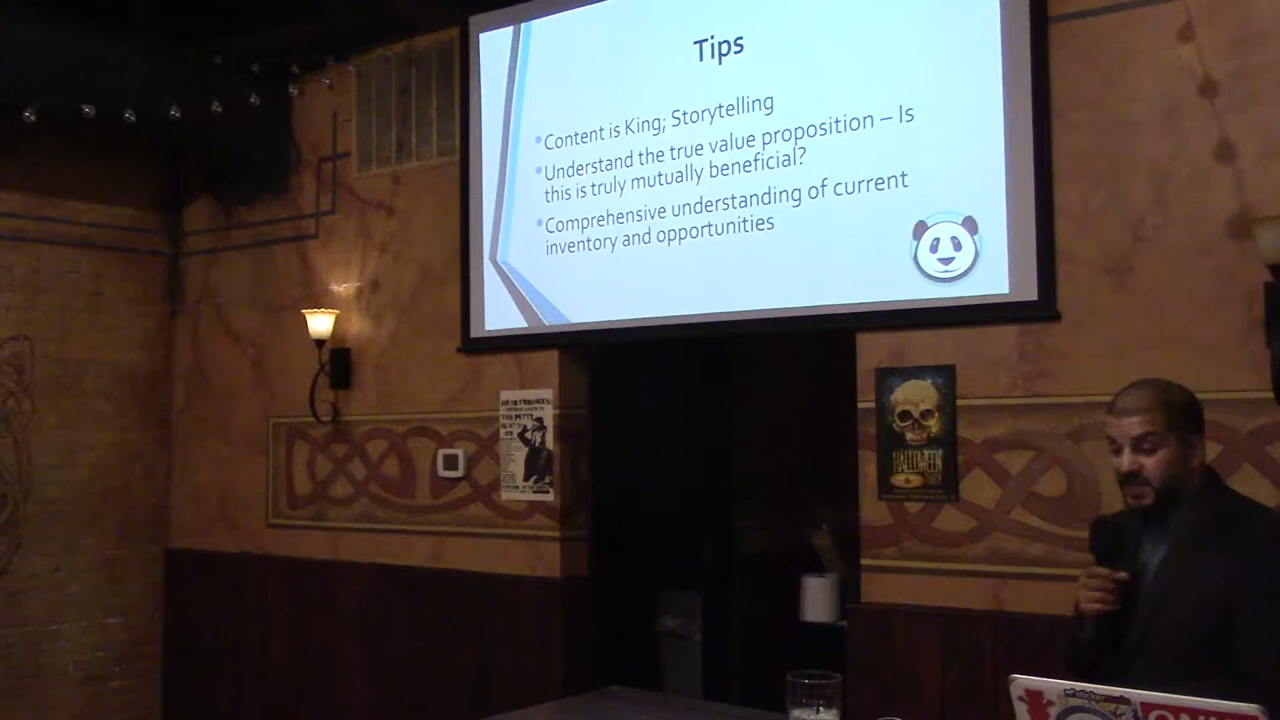 Tips
Content is King; Storytelling
Understand the true value proposition – Is
this is truly mutually beneficial?
Comprehensive understanding of current
inventory and opportunities
HALLOWEEN